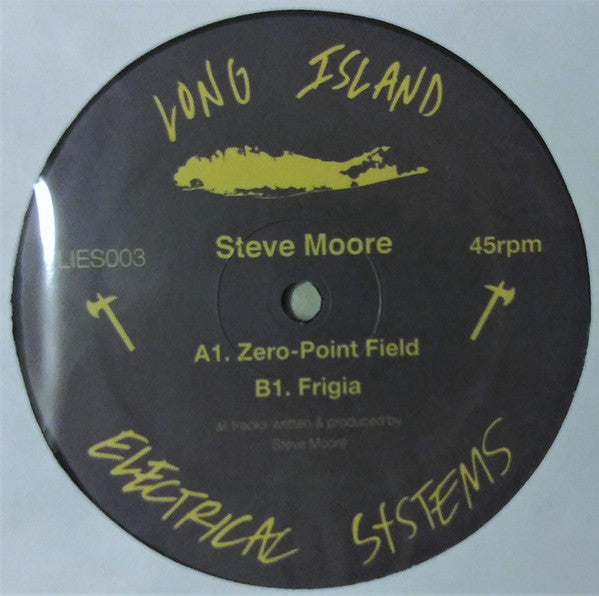 LONG ISLAND
Steve Moore
LIES003
45rpm
A1. Zero-Point Field
B1. Frigia
all tracks written & produced by
Steve Moore
ELECTRICAL SYSTEMS